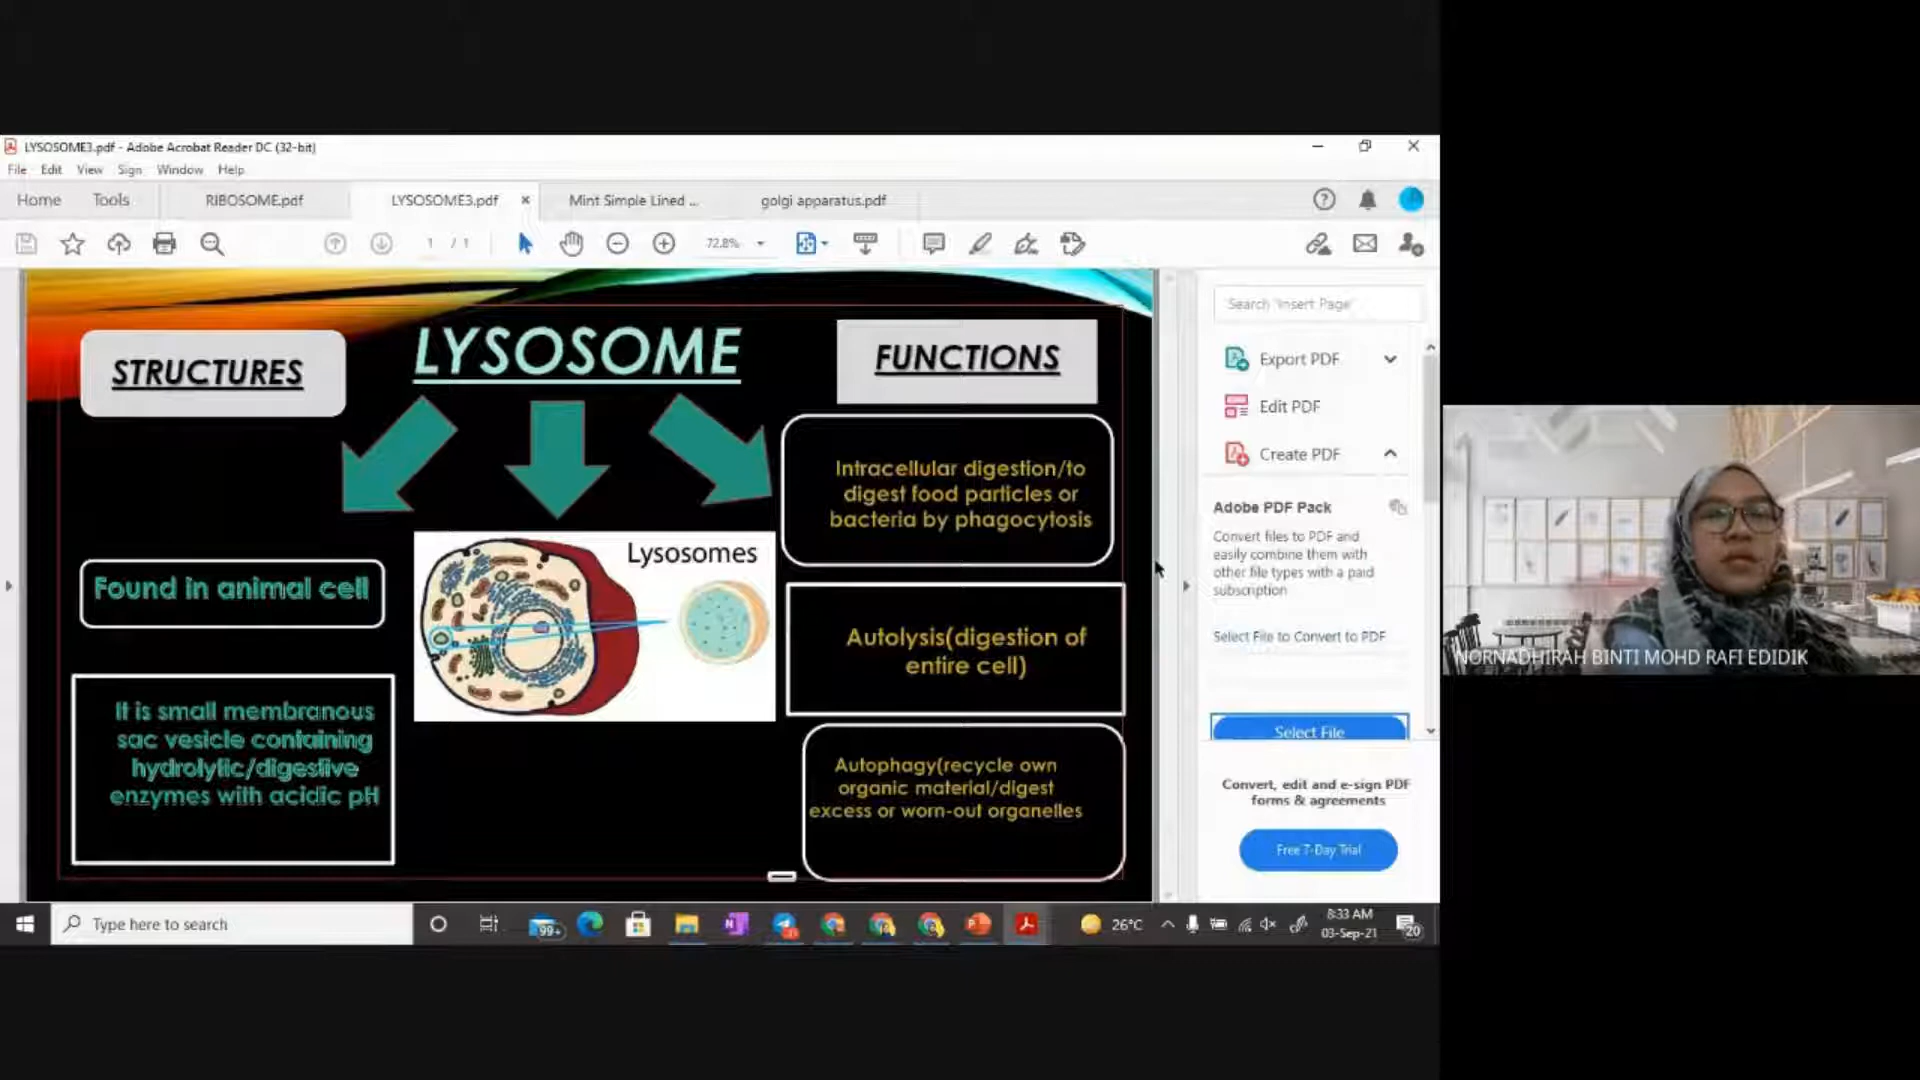 LYSOSOME3.pdf - Adobe Acrobat Reader DC (32-bit)
File Edit View Sign Window Help
Home Tools RIBOSOME.pdf LYSOSOME3.pdf Mint Simple Lined ... golgi apparatus.pdf
1 / 1 72.8%
STRUCTURES
LYSOSOME
FUNCTIONS
Found in animal cell
It is small membranous
sac vesicle containing
hydrolytic/digestive
enzymes with acidic pH
Lysosomes
Intracellular digestion/to
digest food particles or
bacteria by phagocytosis
Autolysis(digestion of
entire cell)
Autophagy(recycle own
organic material/digest
excess or worn-out organelles
Search 'Insert Page'
Export PDF
Edit PDF
Create PDF
Adobe PDF Pack
Convert files to PDF and
easily combine them with
other file types with a paid
subscription
Select File to Convert to PDF
Select File
Convert, edit and e-sign PDF
forms & agreements
Free 7-Day Trial
NORNADHIRAH BINTI MOHD RAFI EDIDIK
Type here to search
99+
26°C
8:33 AM
03-Sep-21
20